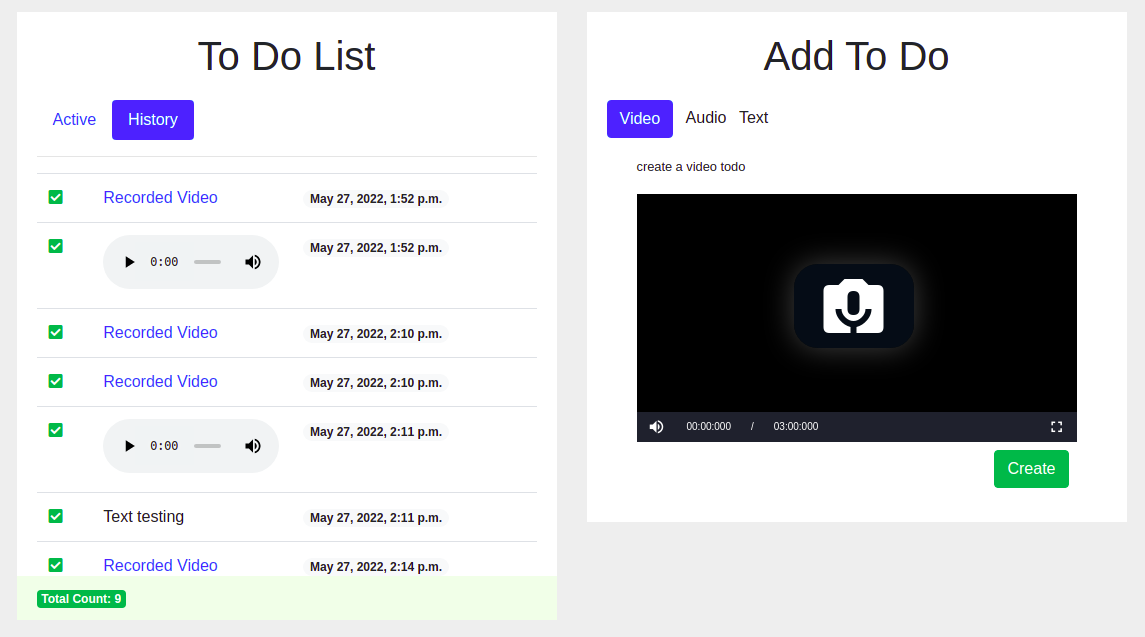 To Do List
Active History
Recorded Video May 27, 2022, 1:52 p.m.
0:00 May 27, 2022, 1:52 p.m.
Recorded Video May 27, 2022, 2:10 p.m.
Recorded Video May 27, 2022, 2:10 p.m.
0:00 May 27, 2022, 2:11 p.m.
Text testing May 27, 2022, 2:11 p.m.
Recorded Video May 27, 2022, 2:14 p.m.
Total Count: 9
Add To Do
Video Audio Text
create a video todo
00:00:000 / 03:00:000
Create